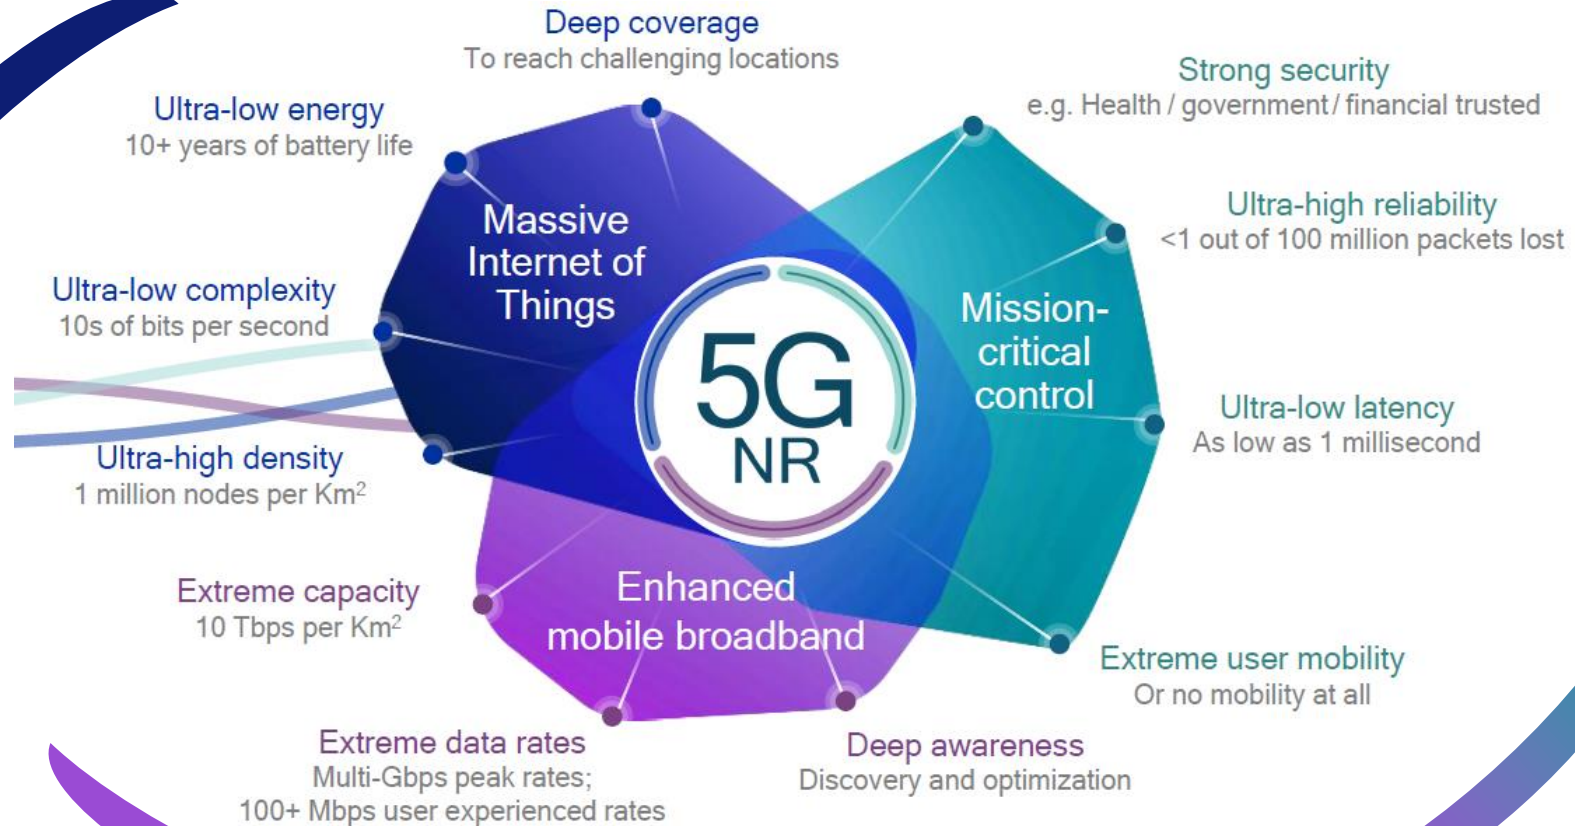 Deep coverage
To reach challenging locations
Strong security
e.g. Health / government / financial trusted
Ultra-low energy
10+ years of battery life
Ultra-high reliability
<1 out of 100 million packets lost
Massive
Internet of
Things
Ultra-low complexity
10s of bits per second
Mission-
critical
control
5G
NR
Ultra-low latency
As low as 1 millisecond
Ultra-high density
1 million nodes per Km²
Extreme capacity
10 Tbps per Km²
Enhanced
mobile broadband
Extreme user mobility
Or no mobility at all
Extreme data rates
Multi-Gbps peak rates;
100+ Mbps user experienced rates
Deep awareness
Discovery and optimization